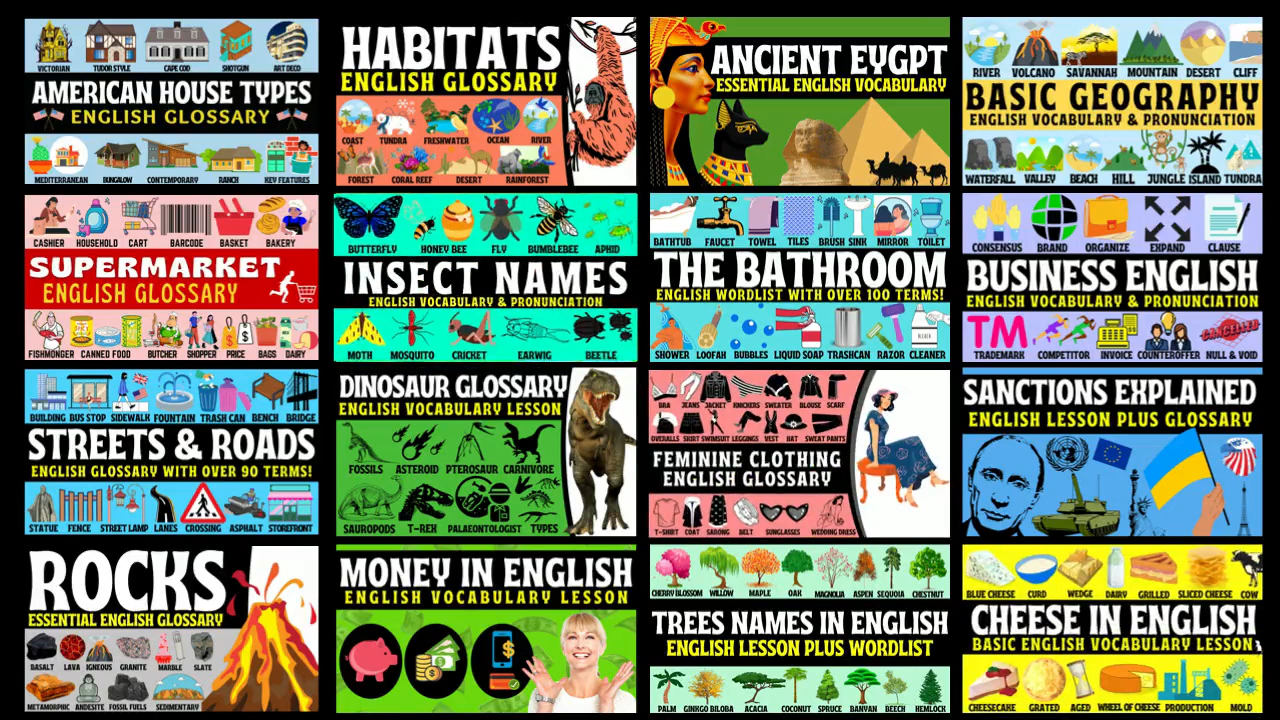 VICTORIAN TUDOR STYLE CAPE COD SHOTGUN ART DECO
AMERICAN HOUSE TYPES
ENGLISH GLOSSARY
MEDITERRANEAN BUNGALOW CONTEMPORARY RANCH KEY FEATURES
HABITATS
ENGLISH GLOSSARY
COAST TUNDRA FRESHWATER OCEAN RIVER
FOREST CORAL REEF DESERT RAINFOREST
ANCIENT EYGPT
ESSENTIAL ENGLISH VOCABULARY
RIVER VOLCANO SAVANNAH MOUNTAIN DESERT CLIFF
BASIC GEOGRAPHY
ENGLISH VOCABULARY & PRONUNCIATION
WATERFALL VALLEY BEACH HILL JUNGLE ISLAND TUNDRA
CASHIER HOUSEHOLD CART BARCODE BASKET BAKERY
SUPERMARKET
ENGLISH GLOSSARY
FISHMONGER CANNED FOOD BUTCHER SHOPPER PRICE BAGS DAIRY
BUTTERFLY HONEY BEE FLY BUMBLEBEE APHID
INSECT NAMES
ENGLISH VOCABULARY & PRONUNCIATION
MOTH MOSQUITO CRICKET EARWIG BEETLE
BATHTUB FAUCET TOWEL TILES BRUSH SINK MIRROR TOILET
THE BATHROOM
ENGLISH WORDLIST WITH OVER 100 TERMS!
SHOWER LOOFAH BUBBLES LIQUID SOAP TRASHCAN RAZOR CLEANER
CONSENSUS BRAND ORGANIZE EXPAND CLAUSE
BUSINESS ENGLISH
ENGLISH VOCABULARY & PRONUNCIATION
TM CANCELLED
TRADEMARK COMPETITOR INVOICE COUNTEROFFER NULL & VOID
BUILDING BUS STOP SIDEWALK FOUNTAIN TRASH CAN BENCH BRIDGE
STREETS & ROADS
ENGLISH GLOSSARY WITH OVER 90 TERMS!
STATUE FENCE STREET LAMP LANES CROSSING ASPHALT STOREFRONT
DINOSAUR GLOSSARY
ENGLISH VOCABULARY LESSON
FOSSILS ASTEROID PTEROSAUR CARNIVORE
SAUROPODS T-REX PALAEONTOLOGIST TYPES
BRA JEANS JACKET KNICKERS SWEATER BLOUSE SCARF
OVERALLS SKIRT SWIMSUIT LEGGINGS VEST HAT SWEAT PANTS
FEMININE CLOTHING
ENGLISH GLOSSARY
T-SHIRT COAT SARONG BELT SUNGLASSES WEDDING DRESS
SANCTIONS EXPLAINED
ENGLISH LESSON PLUS GLOSSARY
ROCKS
ESSENTIAL ENGLISH GLOSSARY
BASALT LAVA IGNEOUS GRANITE MARBLE SLATE
METAMORPHIC ANDESITE FOSSIL FUELS SEDIMENTARY
MONEY IN ENGLISH
ENGLISH VOCABULARY LESSON
CHERRY BLOSSOM WILLOW MAPLE OAK MAGNOLIA ASPEN SEQUOIA CHESTNUT
TREES NAMES IN ENGLISH
ENGLISH LESSON PLUS WORDLIST
PALM GINKGO BILOBA ACACIA COCONUT SPRUCE BANYAN BEECH HEMLOCK
BLUE CHEESE CURD WEDGE DAIRY GRILLED SLICED CHEESE COW
CHEESE IN ENGLISH
BASIC ENGLISH VOCABULARY LESSON
CHEESECAKE GRATED AGED WHEEL OF CHEESE PRODUCTION MOLD